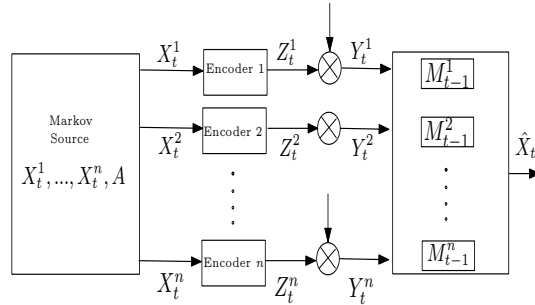 Markov
Source
$X_t^1, ..., X_t^n, A$
$X_t^1$
Encoder 1
$Z_t^1$
$Y_t^1$
$M_{t-1}^1$
$X_t^2$
Encoder 2
$Z_t^2$
$Y_t^2$
$M_{t-1}^2$
$\hat{X}_t$
$X_t^n$
Encoder $n$
$Z_t^n$
$Y_t^n$
$M_{t-1}^n$